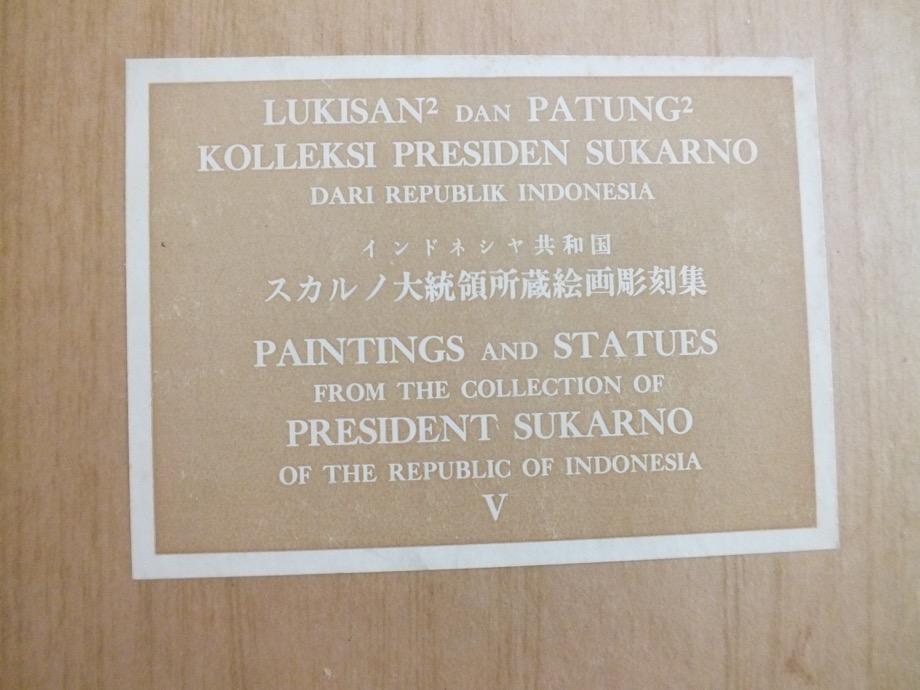 LUKISAN² DAN PATUNG²
KOLLEKSI PRESIDEN SUKARNO
DARI REPUBLIK INDONESIA
インドネシヤ共和国
スカルノ大統領所蔵絵画彫刻集
PAINTINGS AND STATUES
FROM THE COLLECTION OF
PRESIDENT SUKARNO
OF THE REPUBLIC OF INDONESIA
V